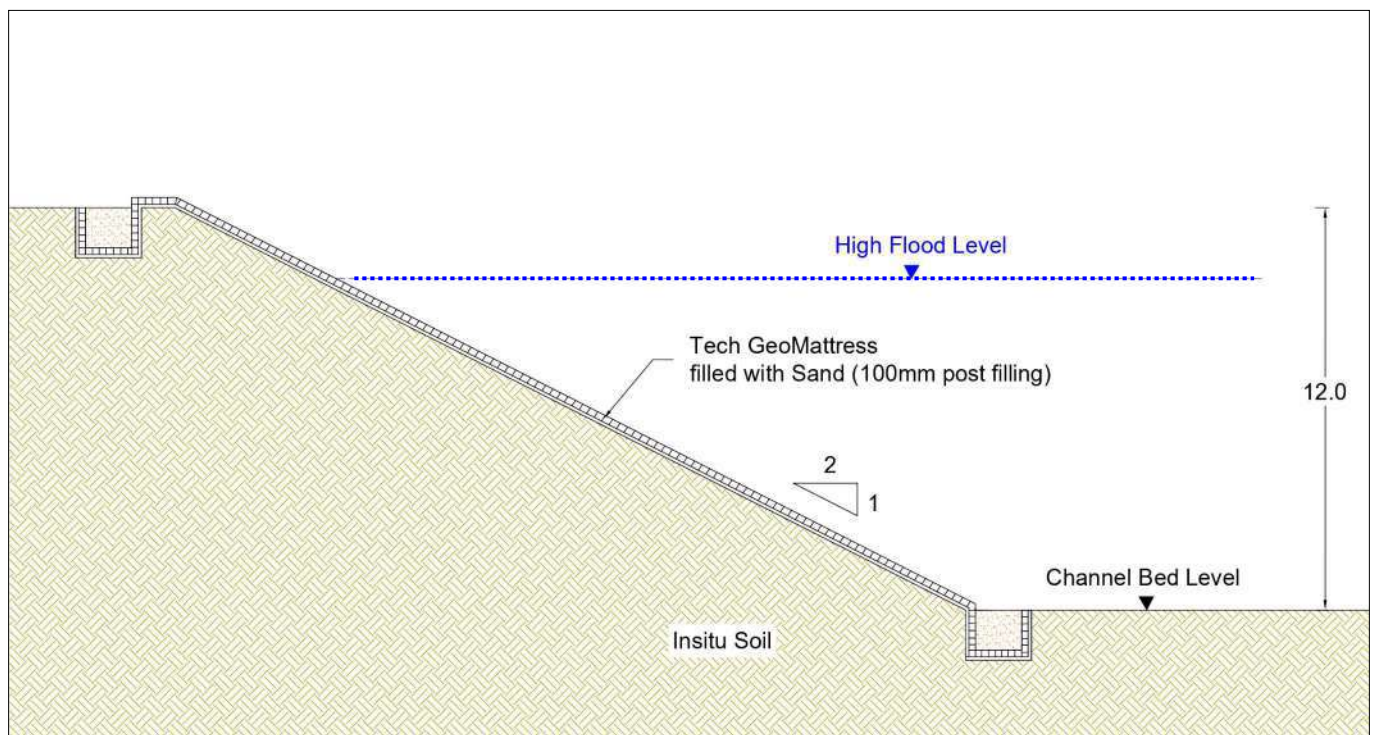 High Flood Level
Tech GeoMattress
filled with Sand (100mm post filling)
12.0
2
1
Channel Bed Level
Insitu Soil